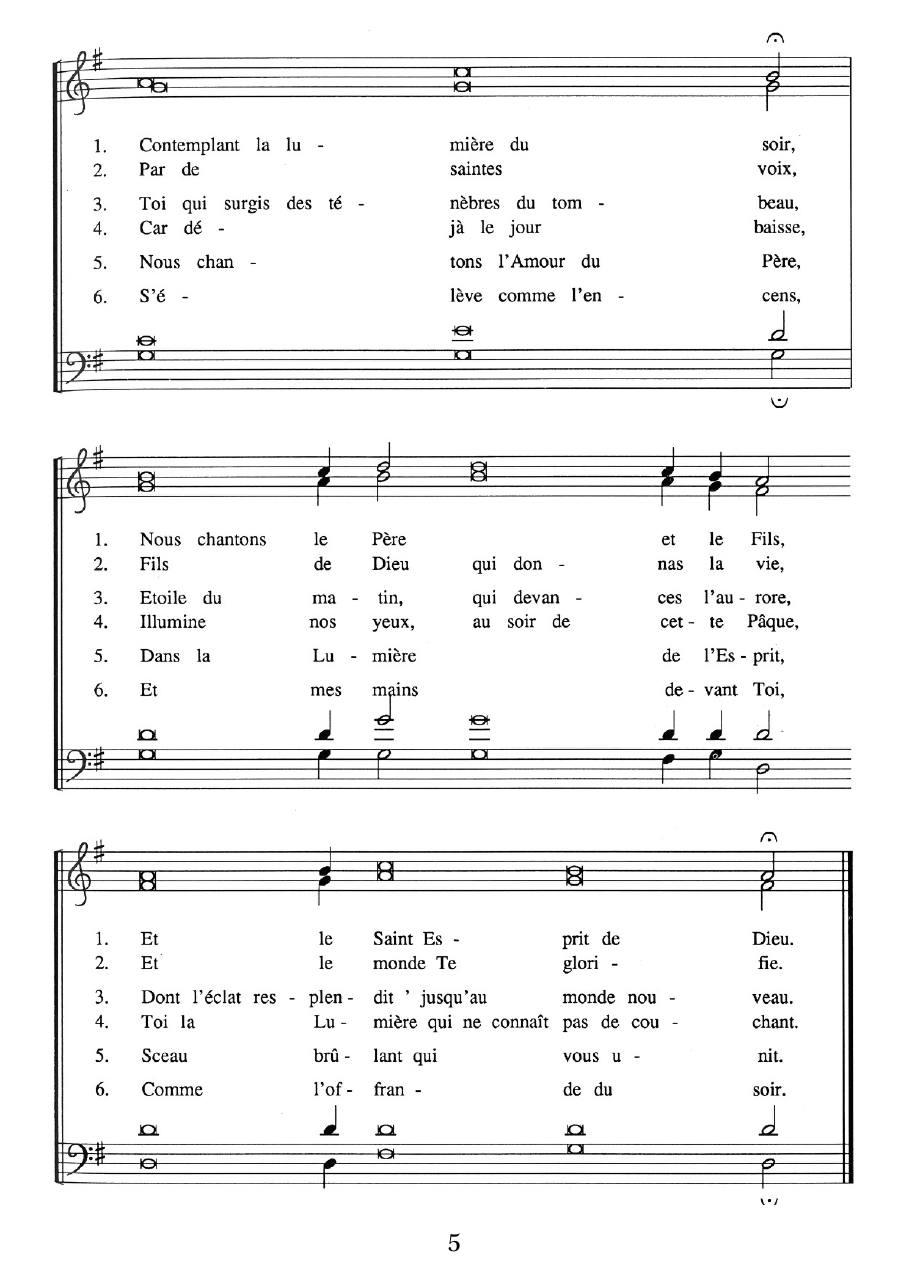 1. Contemplant la lu - mière du soir,
2. Par de saintes voix,
3. Toi qui surgis des té - nèbres du tom - beau,
4. Car dé - jà le jour baisse,
5. Nous chan - tons l'Amour du Père,
6. S'é - lève comme l'en - cens,
1. Nous chantons le Père et le Fils,
2. Fils de Dieu qui don - nas la vie,
3. Etoile du ma - tin, qui devan - ces l'au - rore,
4. Illumine nos yeux, au soir de cet - te Pâque,
5. Dans la Lu - mière de l'Es - prit,
6. Et mes mains de - vant Toi,
1. Et le Saint Es - prit de Dieu.
2. Et le monde Te glori - fie.
3. Dont l'éclat res - plen - dit ' jusqu'au monde nou - veau.
4. Toi la Lu - mière qui ne connaît pas de cou - chant.
5. Sceau brû - lant qui vous u - nit.
6. Comme l'of - fran - de du soir.
5